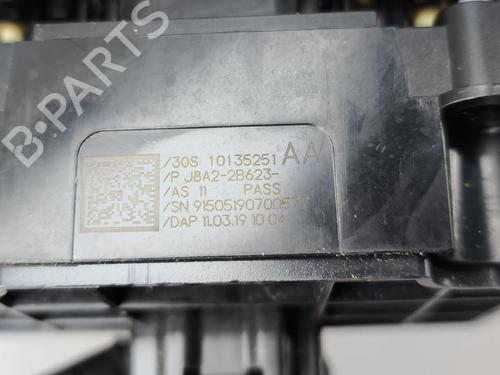 B-PARTS
/30S 10135251 AA
/P J8A2-2B623-
/AS 11 PASS
/DAP 11.03.19 10:04